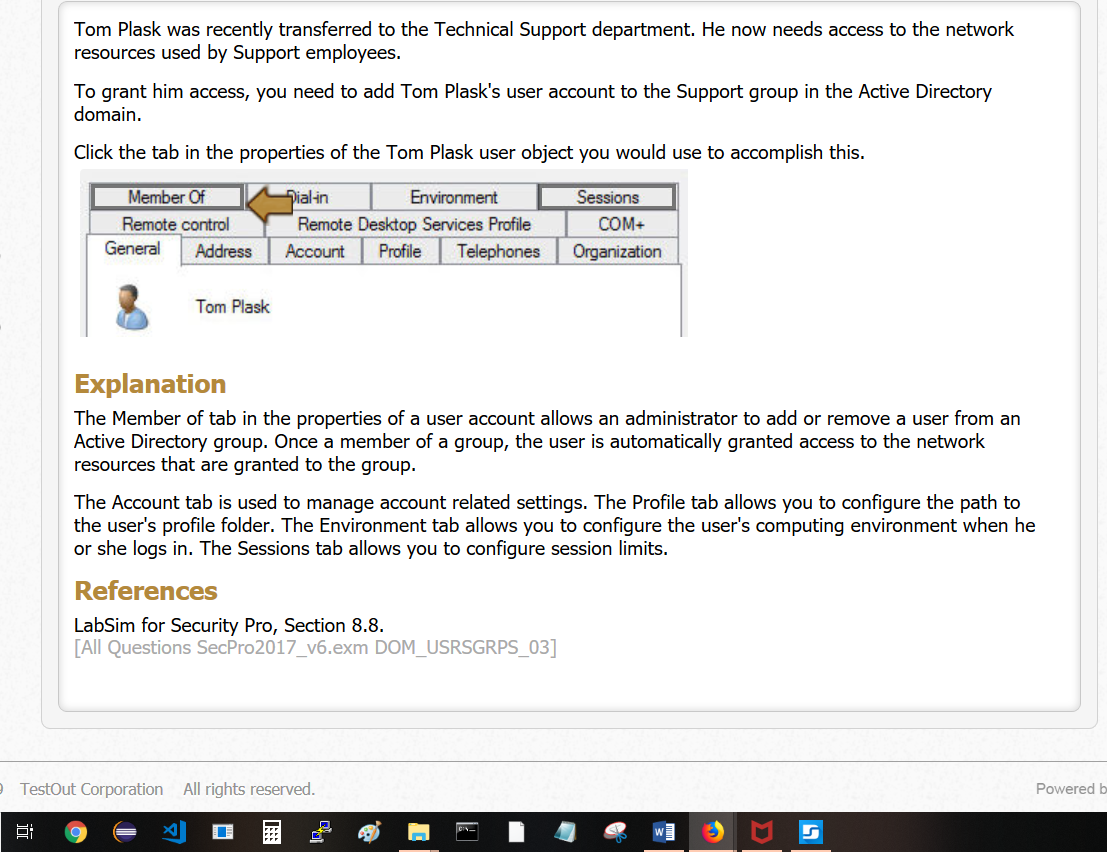 Tom Plask was recently transferred to the Technical Support department. He now needs access to the network
resources used by Support employees.
To grant him access, you need to add Tom Plask's user account to the Support group in the Active Directory
domain.
Click the tab in the properties of the Tom Plask user object you would use to accomplish this.
Member Of Dial-in Environment Sessions
Remote control Remote Desktop Services Profile COM+
General Address Account Profile Telephones Organization
Tom Plask
Explanation
The Member of tab in the properties of a user account allows an administrator to add or remove a user from an
Active Directory group. Once a member of a group, the user is automatically granted access to the network
resources that are granted to the group.
The Account tab is used to manage account related settings. The Profile tab allows you to configure the path to
the user's profile folder. The Environment tab allows you to configure the user's computing environment when he
or she logs in. The Sessions tab allows you to configure session limits.
References
LabSim for Security Pro, Section 8.8.
[All Questions SecPro2017_v6.exm DOM_USRSGRPS_03]
TestOut Corporation All rights reserved. Powered b